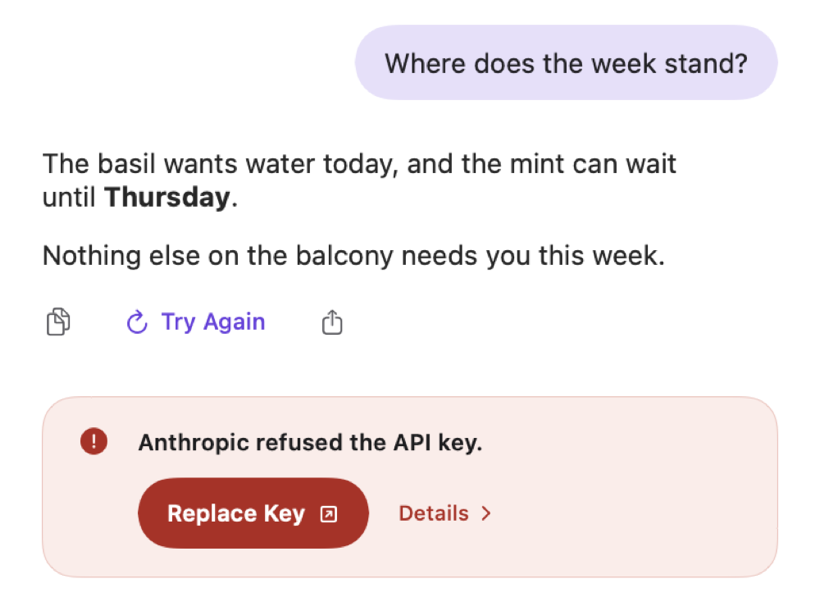 Where does the week stand?
The basil wants water today, and the mint can wait
until Thursday.
Nothing else on the balcony needs you this week.
Try Again
Anthropic refused the API key.
Replace Key
Details